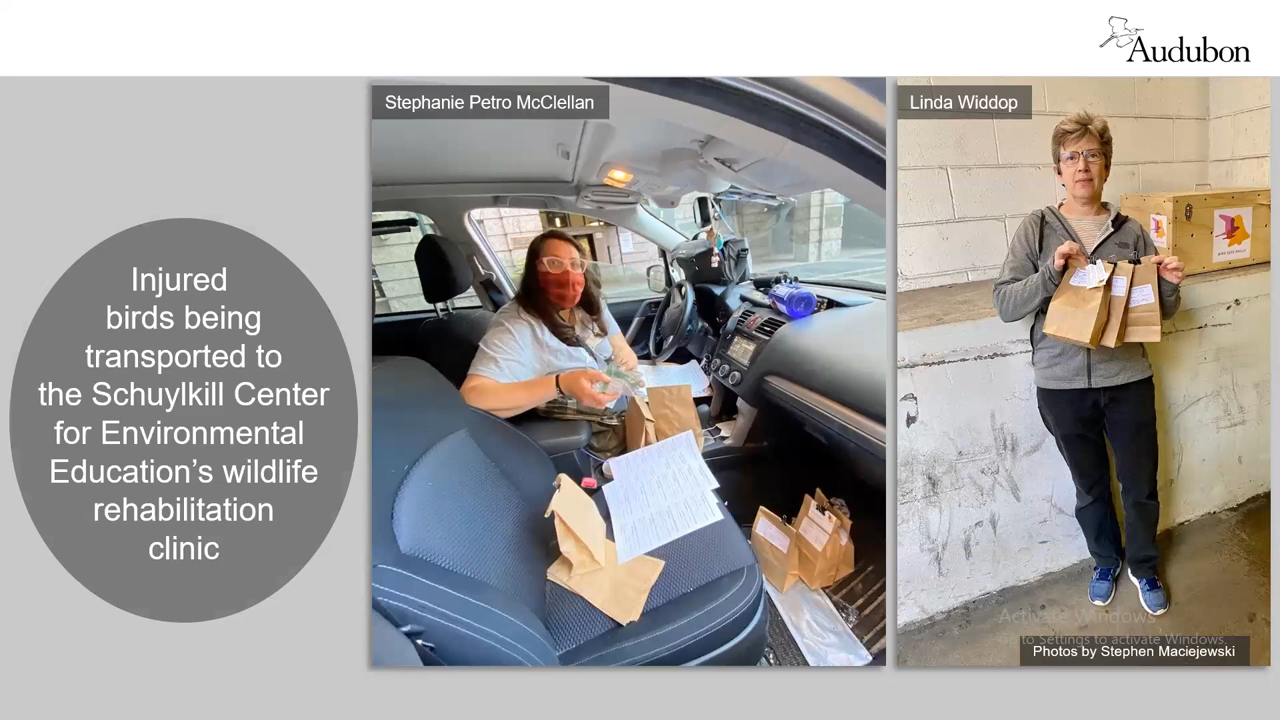 Audubon
Stephanie Petro McClellan
Linda Widdop
Injured
birds being
transported to
the Schuylkill Center
for Environmental
Education’s wildlife
rehabilitation
clinic
Activate Windows
to Settings to activate Windows.
Photos by Stephen Maciejewski